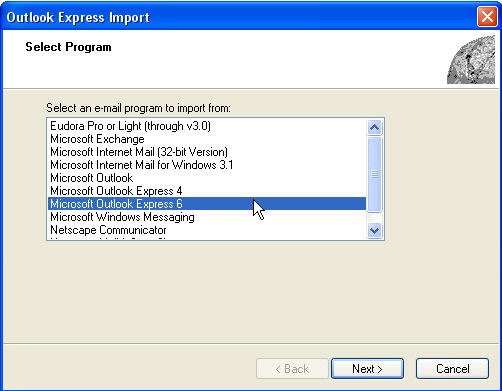 Outlook Express Import
Select Program
Select an e-mail program to import from:
Eudora Pro or Light (through v3.0)
Microsoft Exchange
Microsoft Internet Mail (32-bit Version)
Microsoft Internet Mail for Windows 3.1
Microsoft Outlook
Microsoft Outlook Express 4
Microsoft Outlook Express 6
Microsoft Windows Messaging
Netscape Communicator
< Back
Next >
Cancel